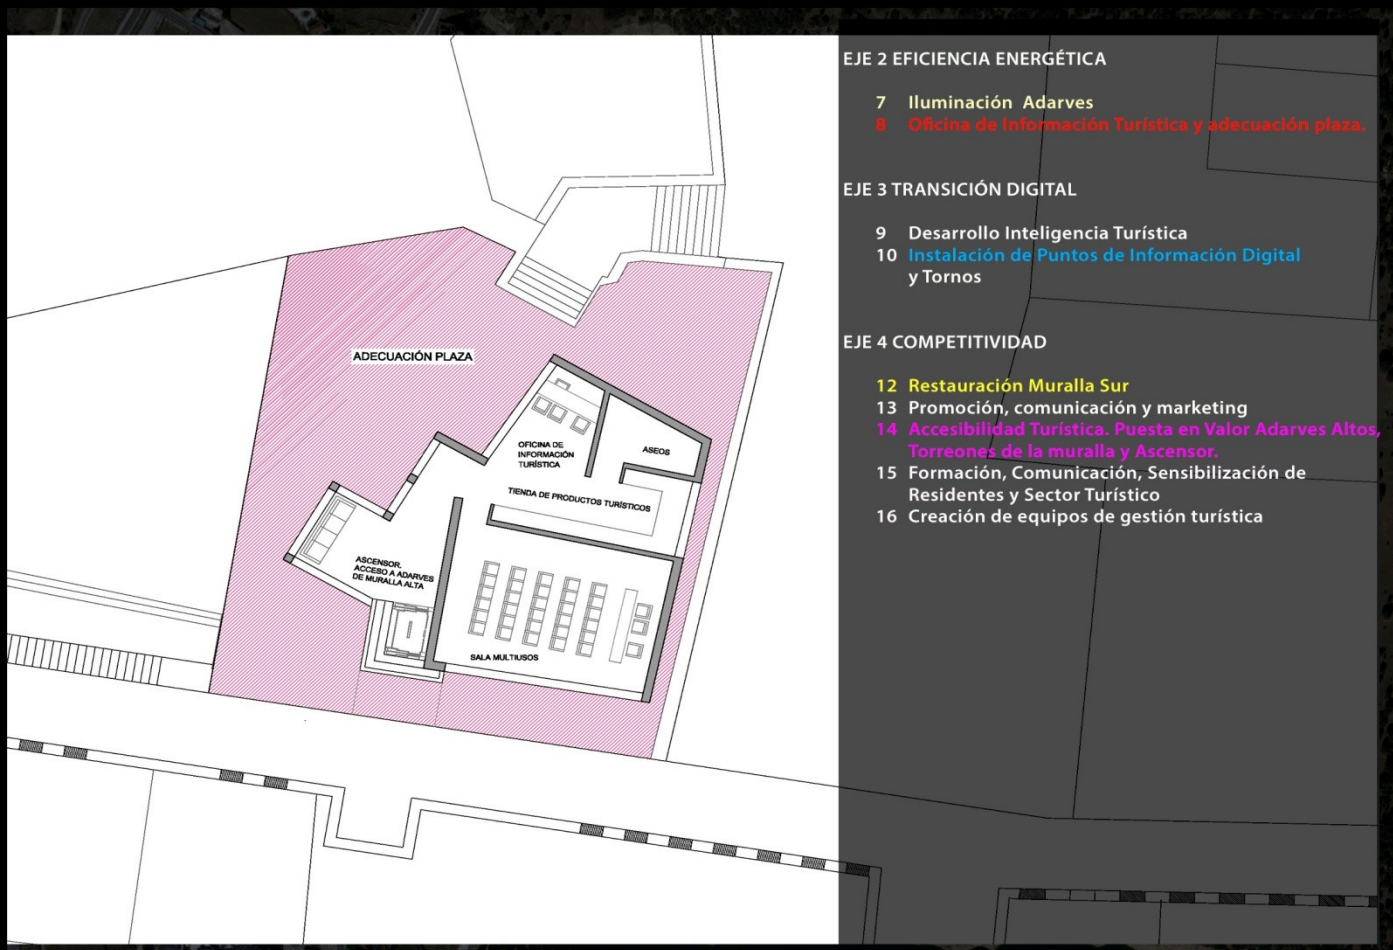 ADECUACIÓN PLAZA
OFICINA DE
INFORMACIÓN
TURÍSTICA
ASEOS
TIENDA DE PRODUCTOS TURÍSTICOS
ASCENSOR.
ACCESO A ADARVES
DE MURALLA ALTA
SALA MULTIUSOS
EJE 2 EFICIENCIA ENERGÉTICA
7 Iluminación Adarves
8 Oficina de Información Turística y adecuación plaza.
EJE 3 TRANSICIÓN DIGITAL
9 Desarrollo Inteligencia Turística
10 Instalación de Puntos de Información Digital
y Tornos
EJE 4 COMPETITIVIDAD
12 Restauración Muralla Sur
13 Promoción, comunicación y marketing
14 Accesibilidad Turística. Puesta en Valor Adarves Altos,
Torreones de la muralla y Ascensor.
15 Formación, Comunicación, Sensibilización de
Residentes y Sector Turístico
16 Creación de equipos de gestión turística